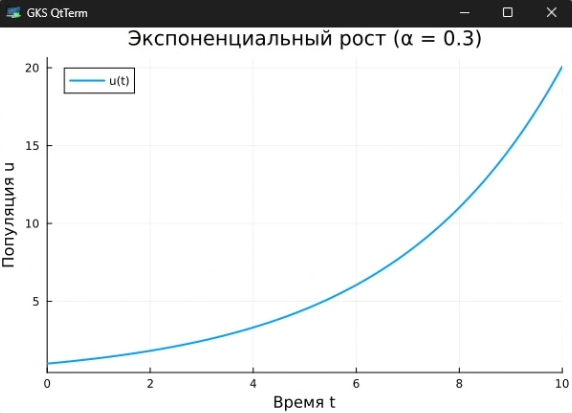 GKS QtTerm
Экспоненциальный рост (α = 0.3)
u(t)
Популяция u
20
15
10
5
0 2 4 6 8 10
Время t